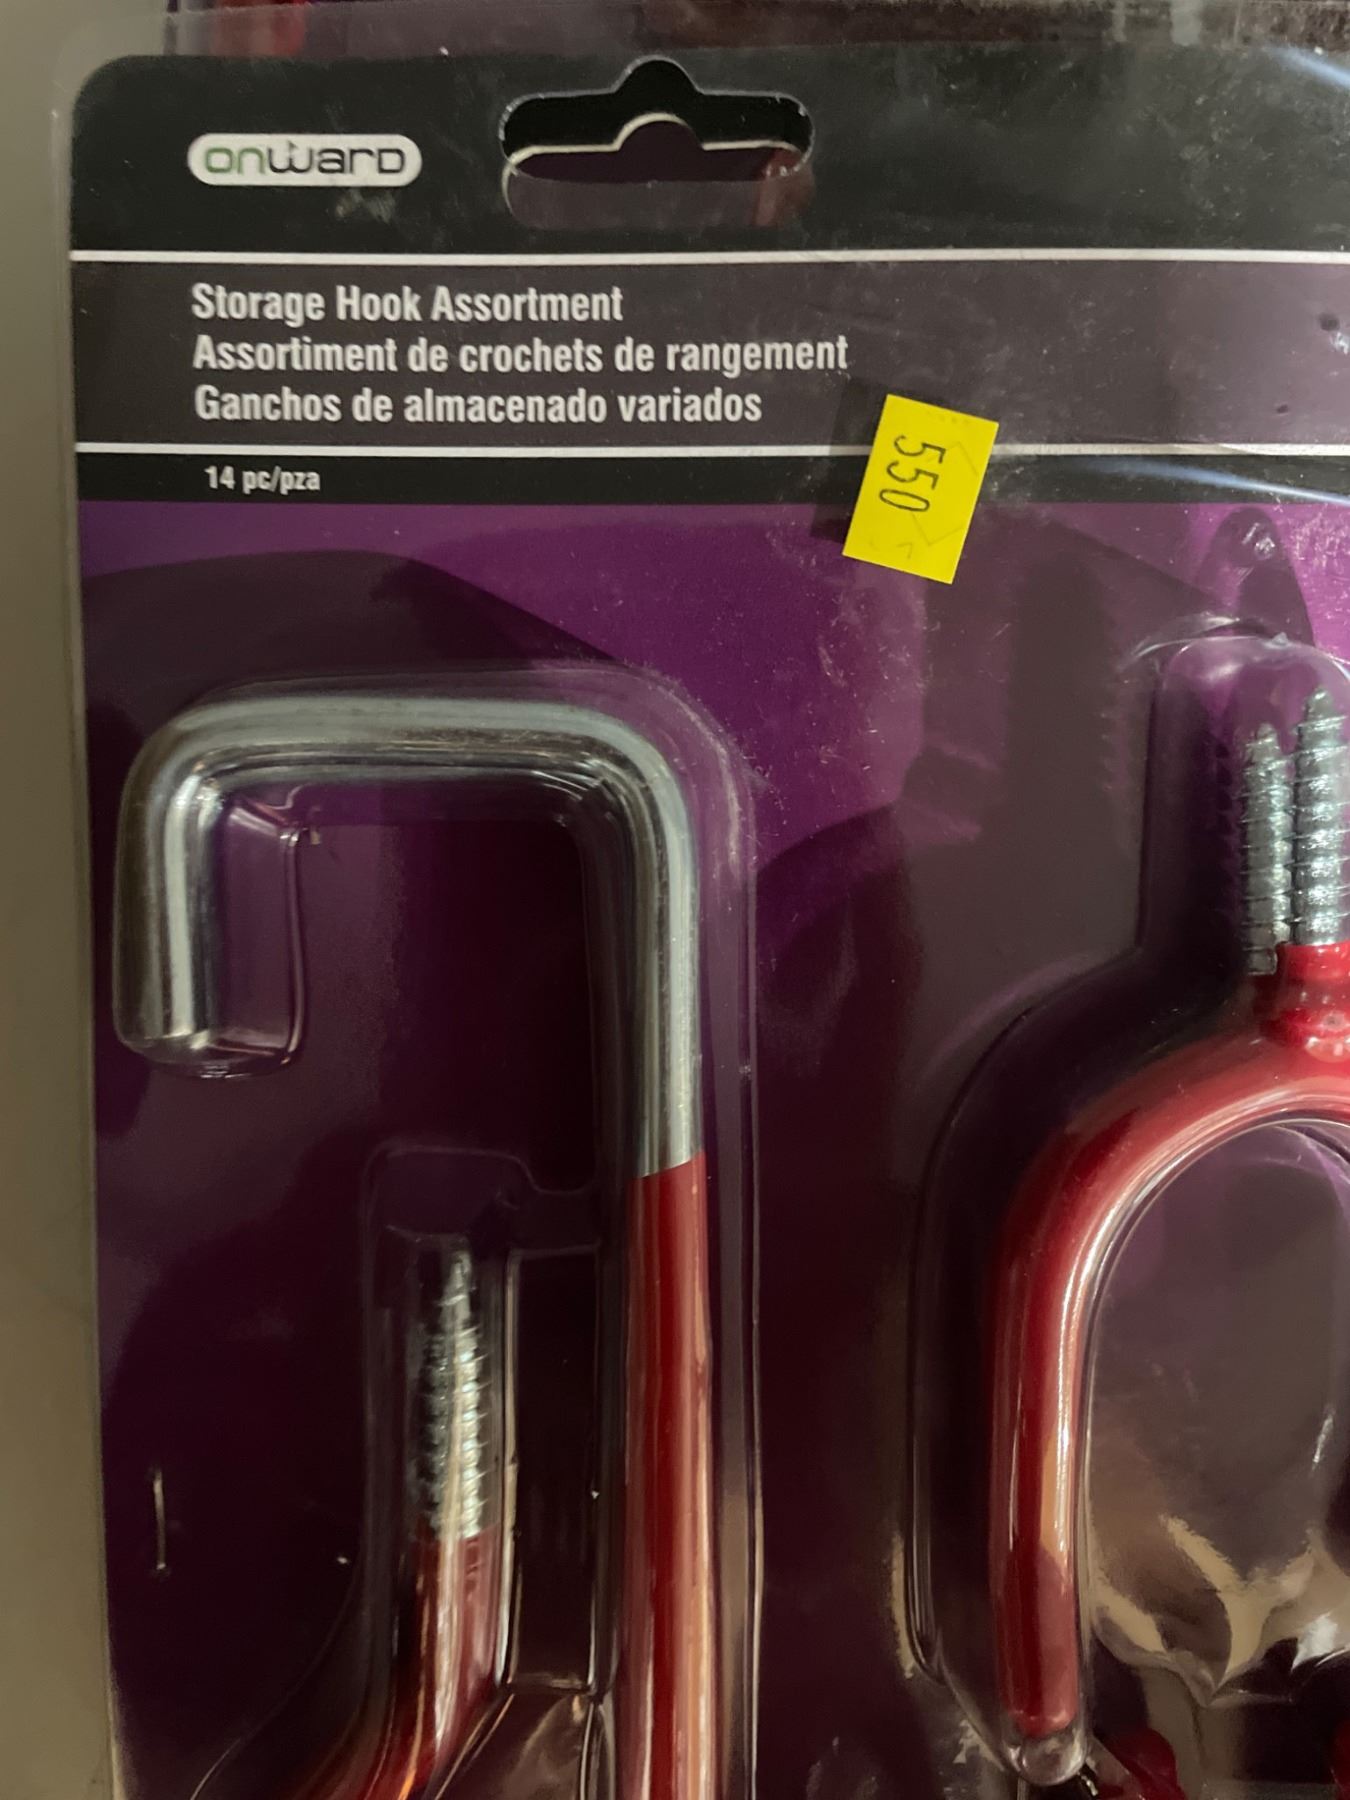 onward
Storage Hook Assortment
Assortiment de crochets de rangement
Ganchos de almacenado variados
14 pc/pza
550